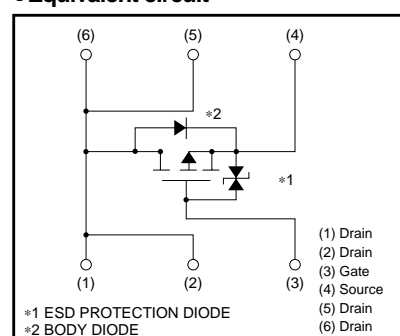 Equivalent circuit
(6) (5) (4)
∗2
∗1
(1) (2) (3)
∗1 ESD PROTECTION DIODE
∗2 BODY DIODE
(1) Drain
(2) Drain
(3) Gate
(4) Source
(5) Drain
(6) Drain